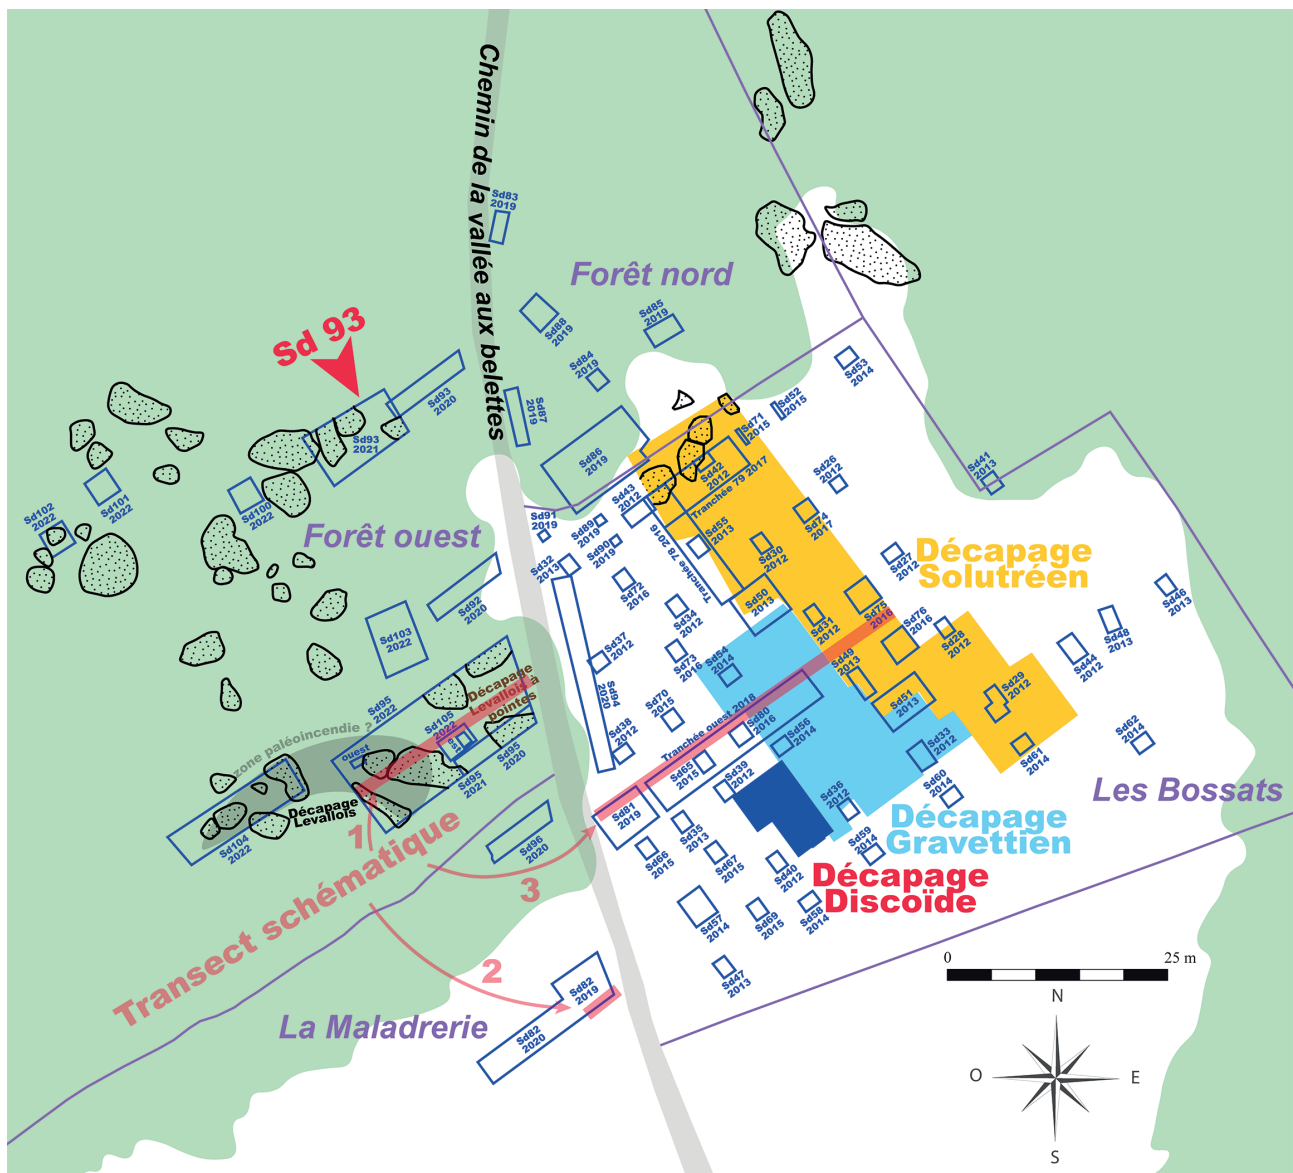 Chemin de la vallée aux belettes
Sd83
2019
Forêt nord
Sd88
2019
Sd85
2019
Sd84
2019
Sd87
2019
Sd 93
Sd93
2020
Sd93
2021
Sd86
2019
Sd53
2014
Sd52
2015
Sd71
2015
Sd42
2012
Tranchée 79 2017
Sd26
2012
Sd41
2013
Sd102
2022
Sd101
2022
Sd100
2022
Forêt ouest
Sd43
2012
Sd91
2019
Sd89
2019
Sd90
2019
Tranchée 78 2016
Sd55
2013
Sd74
2017
Sd30
2012
Sd27
2012
Décapage
Solutréen
Sd32
2013
Sd72
2016
Sd34
2012
Sd50
2013
Sd31
2012
Sd75
2016
Sd76
2016
Sd28
2012
Sd46
2013
Sd48
2013
Sd44
2012
Sd92
2020
Sd103
2022
Sd37
2012
Sd73
2016
Sd54
2014
Sd49
2013
Sd51
2013
Sd29
2012
Sd94
2020
Sd70
2015
Tranchée ouest 2018
Sd80
2016
Sd56
2014
Sd33
2012
Sd61
2014
Sd62
2014
Sd95
2022
Décapage
Levallois à
pointes
Sd105
2022
est
ouest
Sd95
2020
Sd95
2021
zone paléoincendie ?
Décapage
Levallois
Sd104
2022
Sd38
2012
Sd65
2015
Sd39
2012
Sd36
2012
Sd60
2014
Les Bossats
Sd81
2019
Sd35
2013
Sd66
2015
Sd67
2015
Sd40
2012
Sd59
2014
Décapage
Gravettien
Décapage
Discoïde
Sd96
2020
1
3
2
Transect schématique
Sd57
2014
Sd69
2015
Sd58
2014
Sd47
2013
Sd82
2019
Sd82
2020
La Maladrerie
0 25 m
N
O E
S